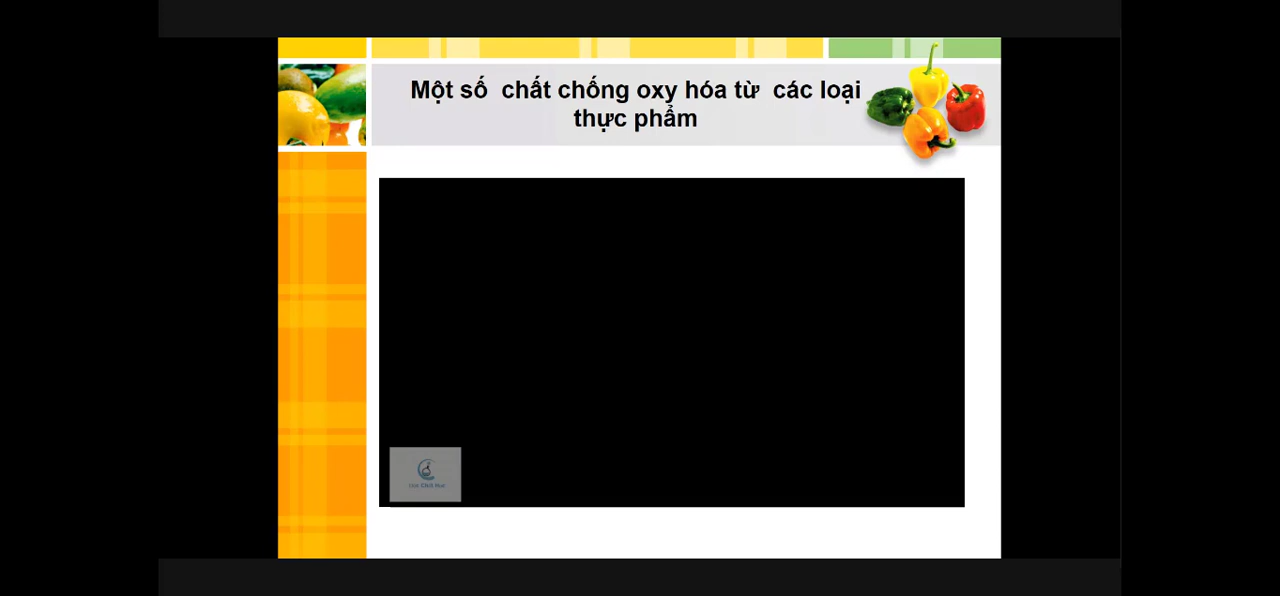 Một số chất chống oxy hóa từ các loại
thực phẩm